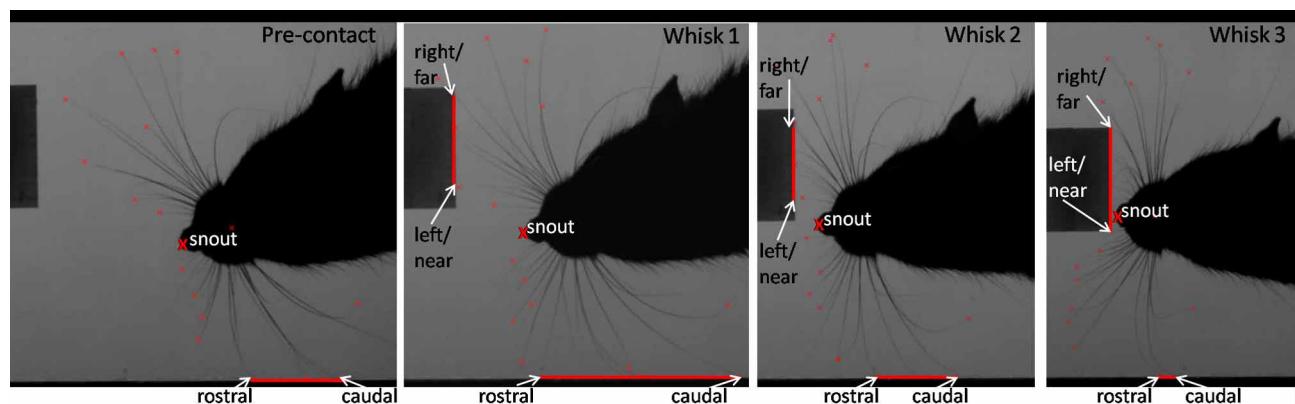 Pre-contact
snout
rostral
caudal
Whisk 1
right/
far
snout
left/
near
rostral
caudal
Whisk 2
right/
far
snout
left/
near
rostral
caudal
Whisk 3
right/
far
left/
near
snout
rostral
caudal